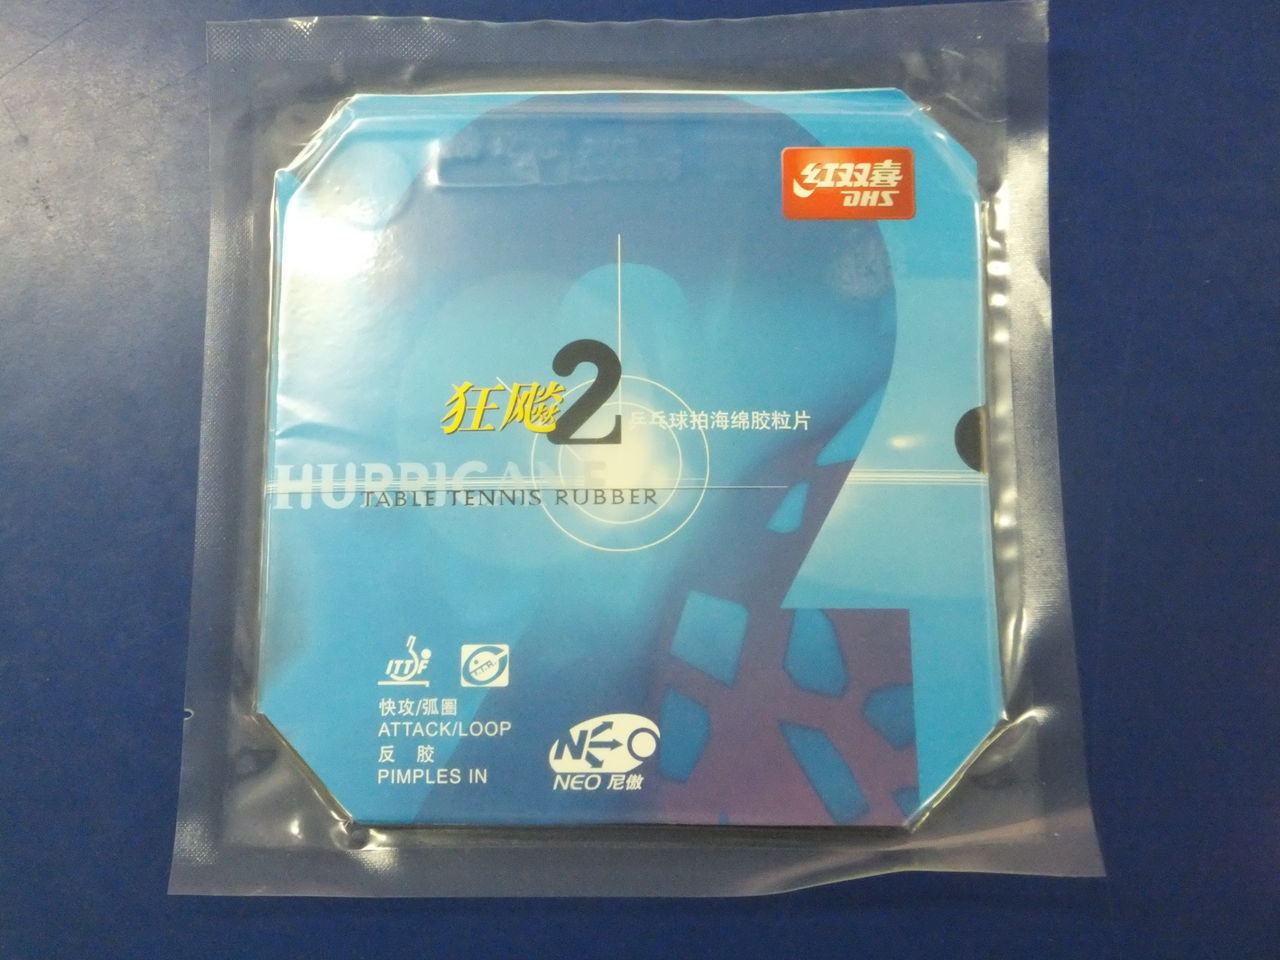 红双喜
DHS
狂飚2
乒乓球拍海绵胶粒片
HURRICANE
TABLE TENNIS RUBBER
ITTF
快攻/弧圈
ATTACK/LOOP
反 胶
PIMPLES IN
NEO
NEO 尼傲